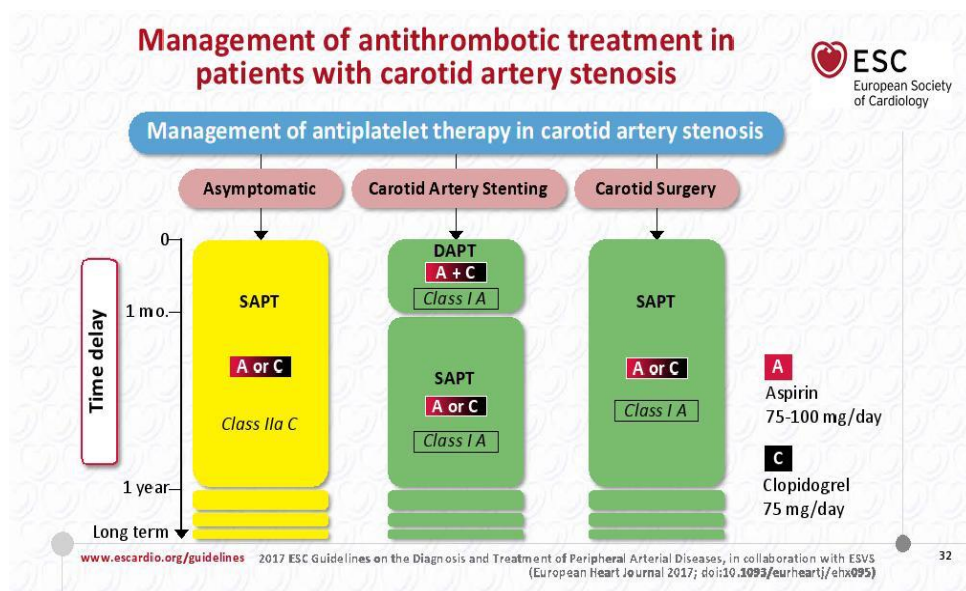 Management of antithrombotic treatment in
patients with carotid artery stenosis
ESC
European Society
of Cardiology
Management of antiplatelet therapy in carotid artery stenosis
Asymptomatic
Carotid Artery Stenting
Carotid Surgery
Time delay
0
1 mo.
1 year
Long term
SAPT
A or C
Class IIa C
DAPT
A + C
Class I A
SAPT
A or C
Class I A
SAPT
A or C
Class I A
A
Aspirin
75-100 mg/day
C
Clopidogrel
75 mg/day
www.escardio.org/guidelines
2017 ESC Guidelines on the Diagnosis and Treatment of Peripheral Arterial Diseases, in collaboration with ESVS
(European Heart Journal 2017; doi:10.1093/eurheartj/ehx095)
32